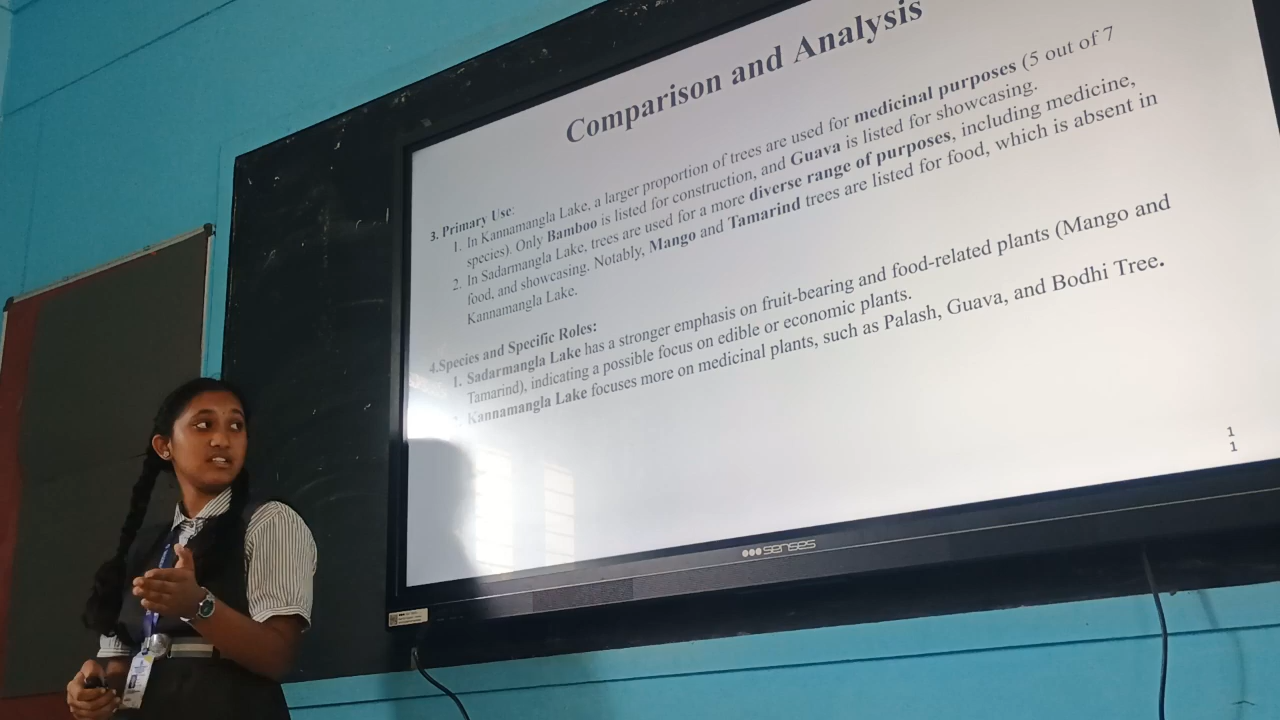 Comparison and Analysis
3. Primary Use:
1. In Kannamangla Lake, a larger proportion of trees are used for medicinal purposes (5 out of 7
species). Only Bamboo is listed for construction, and Guava is listed for showcasing.
2. In Sadarmangla Lake, trees are used for a more diverse range of purposes, including medicine,
food, and showcasing. Notably, Mango and Tamarind trees are listed for food, which is absent in
Kannamangla Lake.
4.Species and Specific Roles:
1. Sadarmangla Lake has a stronger emphasis on fruit-bearing and food-related plants (Mango and
Tamarind), indicating a possible focus on edible or economic plants.
Kannamangla Lake focuses more on medicinal plants, such as Palash, Guava, and Bodhi Tree.
1
1
senses